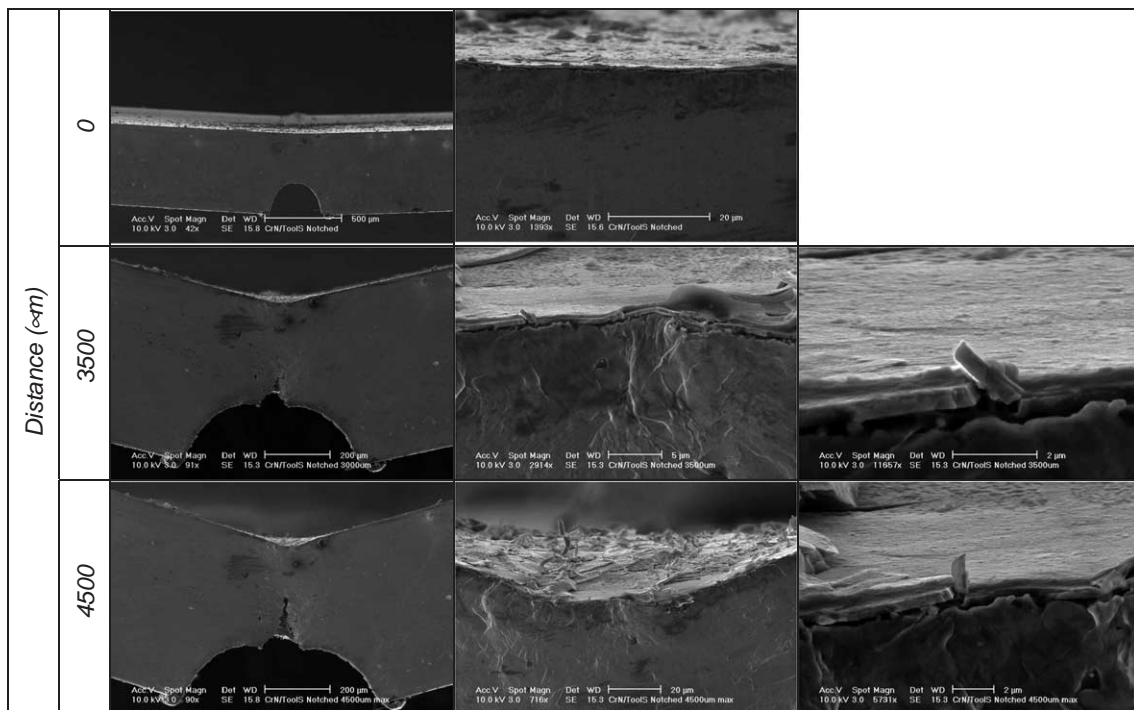 Distance (∝m)
0
Acc.V Spot Magn Det WD 500 µm
10.0 kV 3.0 42x SE 15.8 CrN/ToolS Notched
Acc.V Spot Magn Det WD 20 µm
10.0 kV 3.0 1393x SE 15.6 CrN/ToolS Notched
3500
Acc.V Spot Magn Det WD 200 µm
10.0 kV 3.0 91x SE 15.3 CrN/ToolS Notched 3000um
Acc.V Spot Magn Det WD 5 µm
10.0 kV 3.0 2914x SE 15.3 CrN/ToolS Notched 3500um
Acc.V Spot Magn Det WD 2 µm
10.0 kV 3.0 11657x SE 15.3 CrN/ToolS Notched 3500um
4500
Acc.V Spot Magn Det WD 200 µm
10.0 kV 3.0 90x SE 15.8 CrN/ToolS Notched 4500um max
Acc.V Spot Magn Det WD 20 µm
10.0 kV 3.0 716x SE 15.3 CrN/ToolS Notched 4500um max
Acc.V Spot Magn Det WD 2 µm
10.0 kV 3.0 5731x SE 15.3 CrN/ToolS Notched 4500um max